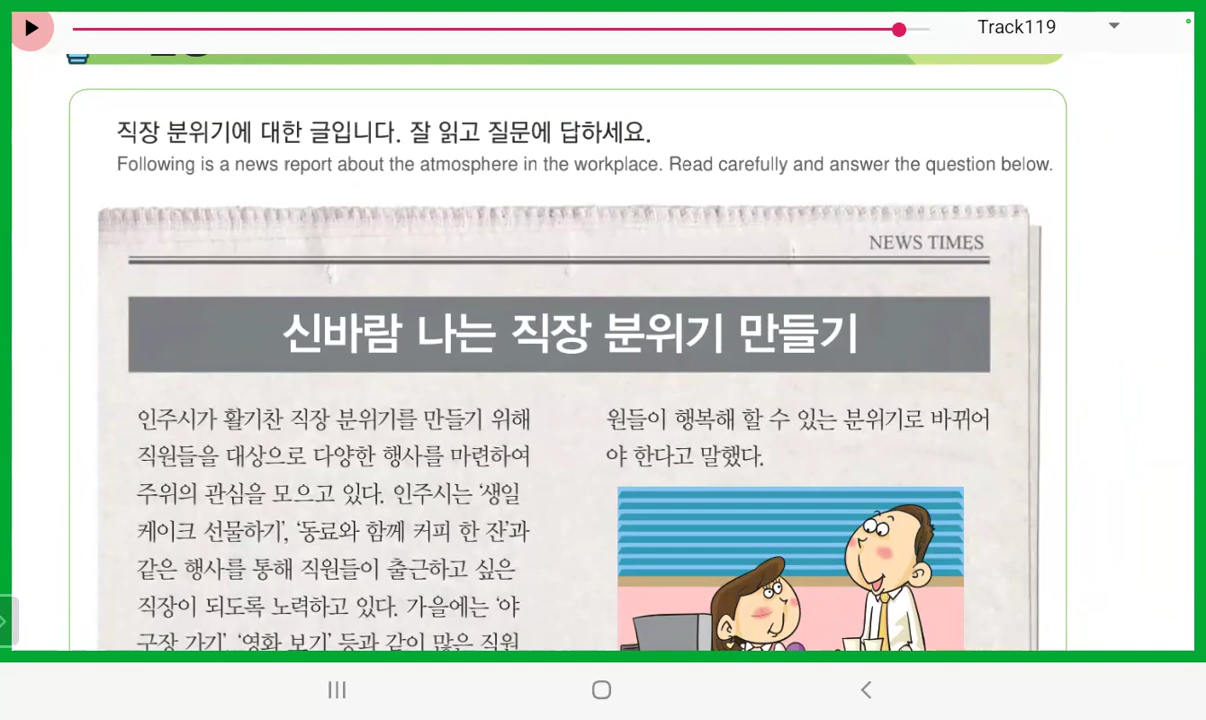 Track119
직장 분위기에 대한 글입니다. 잘 읽고 질문에 답하세요.
Following is a news report about the atmosphere in the workplace. Read carefully and answer the question below.
NEWS TIMES
신바람 나는 직장 분위기 만들기
인주시가 활기찬 직장 분위기를 만들기 위해
직원들을 대상으로 다양한 행사를 마련하여
주위의 관심을 모으고 있다. 인주시는 ‘생일
케이크 선물하기’, ‘동료와 함께 커피 한 잔’과
같은 행사를 통해 직원들이 출근하고 싶은
직장이 되도록 노력하고 있다. 가을에는 ‘야
구장 가기’, ‘영화 보기’ 등과 같이 많은 직원
원들이 행복해 할 수 있는 분위기로 바뀌어
야 한다고 말했다.